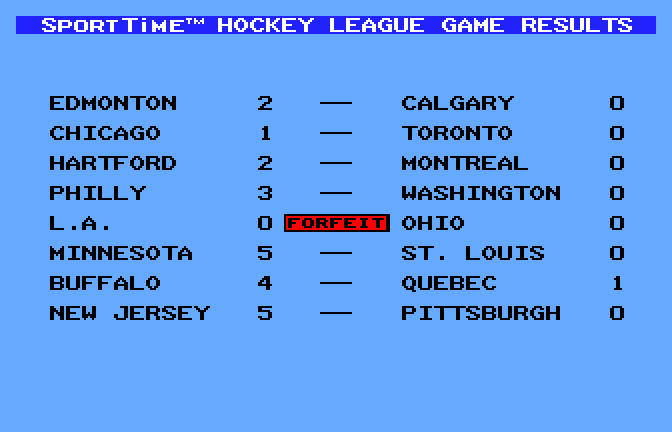 SPORTTiME™ HOCKEY LEAGUE GAME RESULTS
EDMONTON 2 — CALGARY 0
CHICAGO 1 — TORONTO 0
HARTFORD 2 — MONTREAL 0
PHILLY 3 — WASHINGTON 0
L.A. 0 FORFEIT OHIO 0
MINNESOTA 5 — ST. LOUIS 0
BUFFALO 4 — QUEBEC 1
NEW JERSEY 5 — PITTSBURGH 0